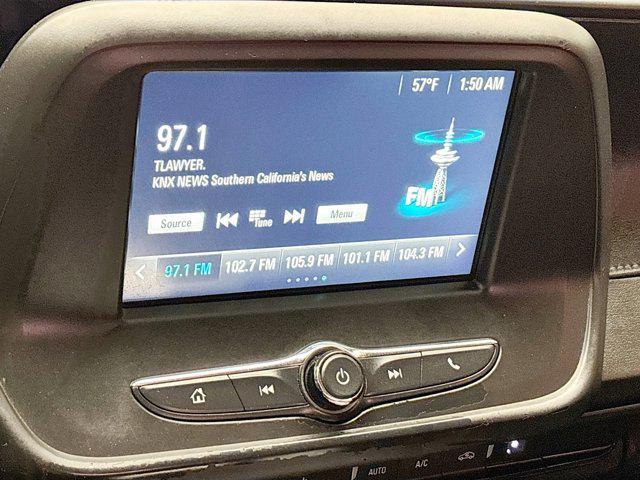 57°F 1:50 AM
97.1
TLAWYER.
KNX NEWS Southern California's News
FM
Source Tune Menu
97.1 FM 102.7 FM 105.9 FM 101.1 FM 104.3 FM
AUTO A/C